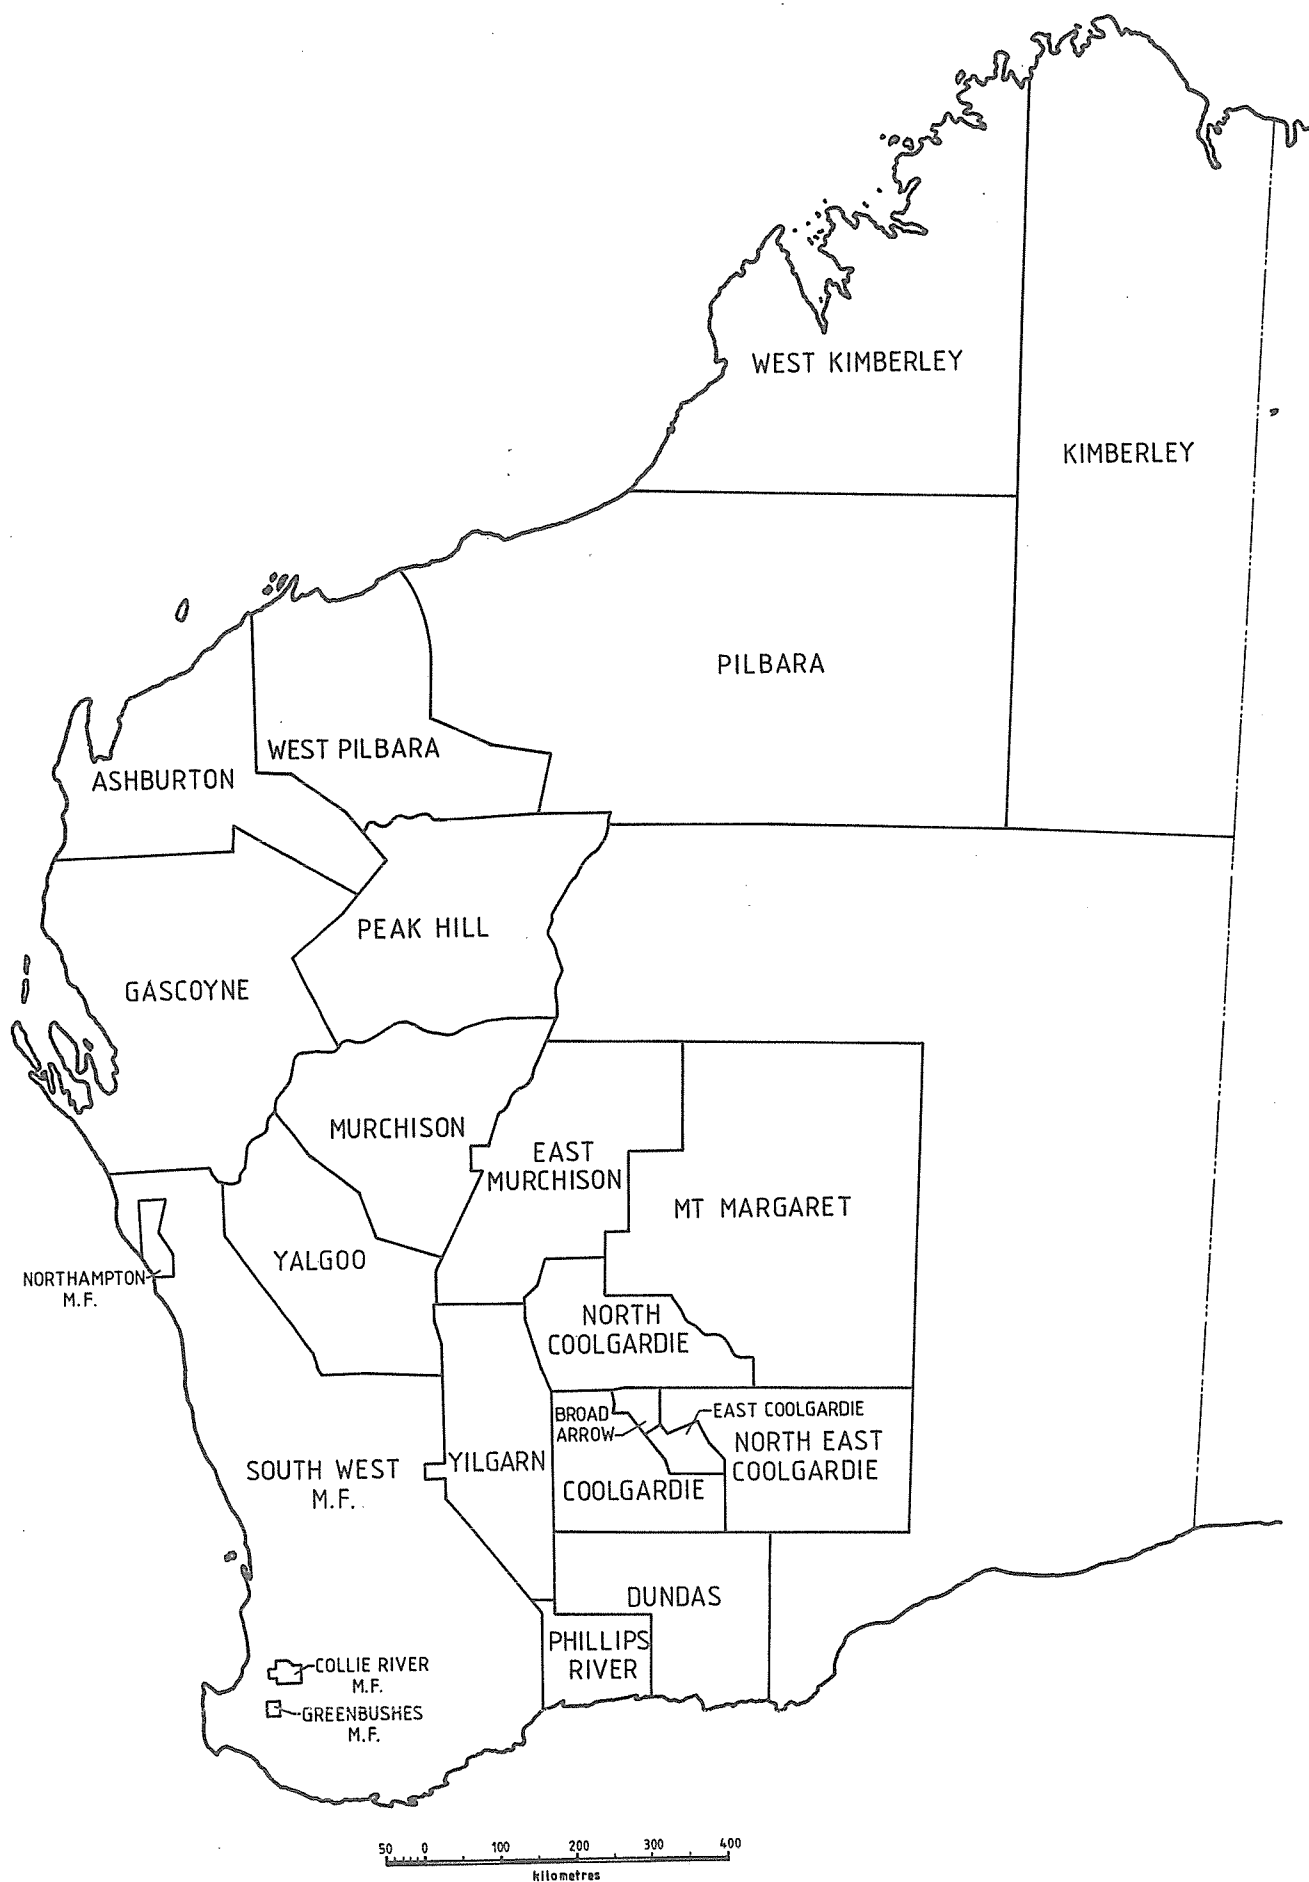 WEST KIMBERLEY
KIMBERLEY
PILBARA
WEST PILBARA
ASHBURTON
PEAK HILL
GASCOYNE
MURCHISON
EAST
MURCHISON
MT MARGARET
YALGOO
NORTHAMPTON
M.F.
NORTH
COOLGARDIE
BROAD
ARROW
EAST COOLGARDIE
NORTH EAST
COOLGARDIE
YILGARN
SOUTH WEST
M.F.
COOLGARDIE
DUNDAS
PHILLIPS
RIVER
COLLIE RIVER
M.F.
GREENBUSHES
M.F.
50 0 100 200 300 400
kilometres